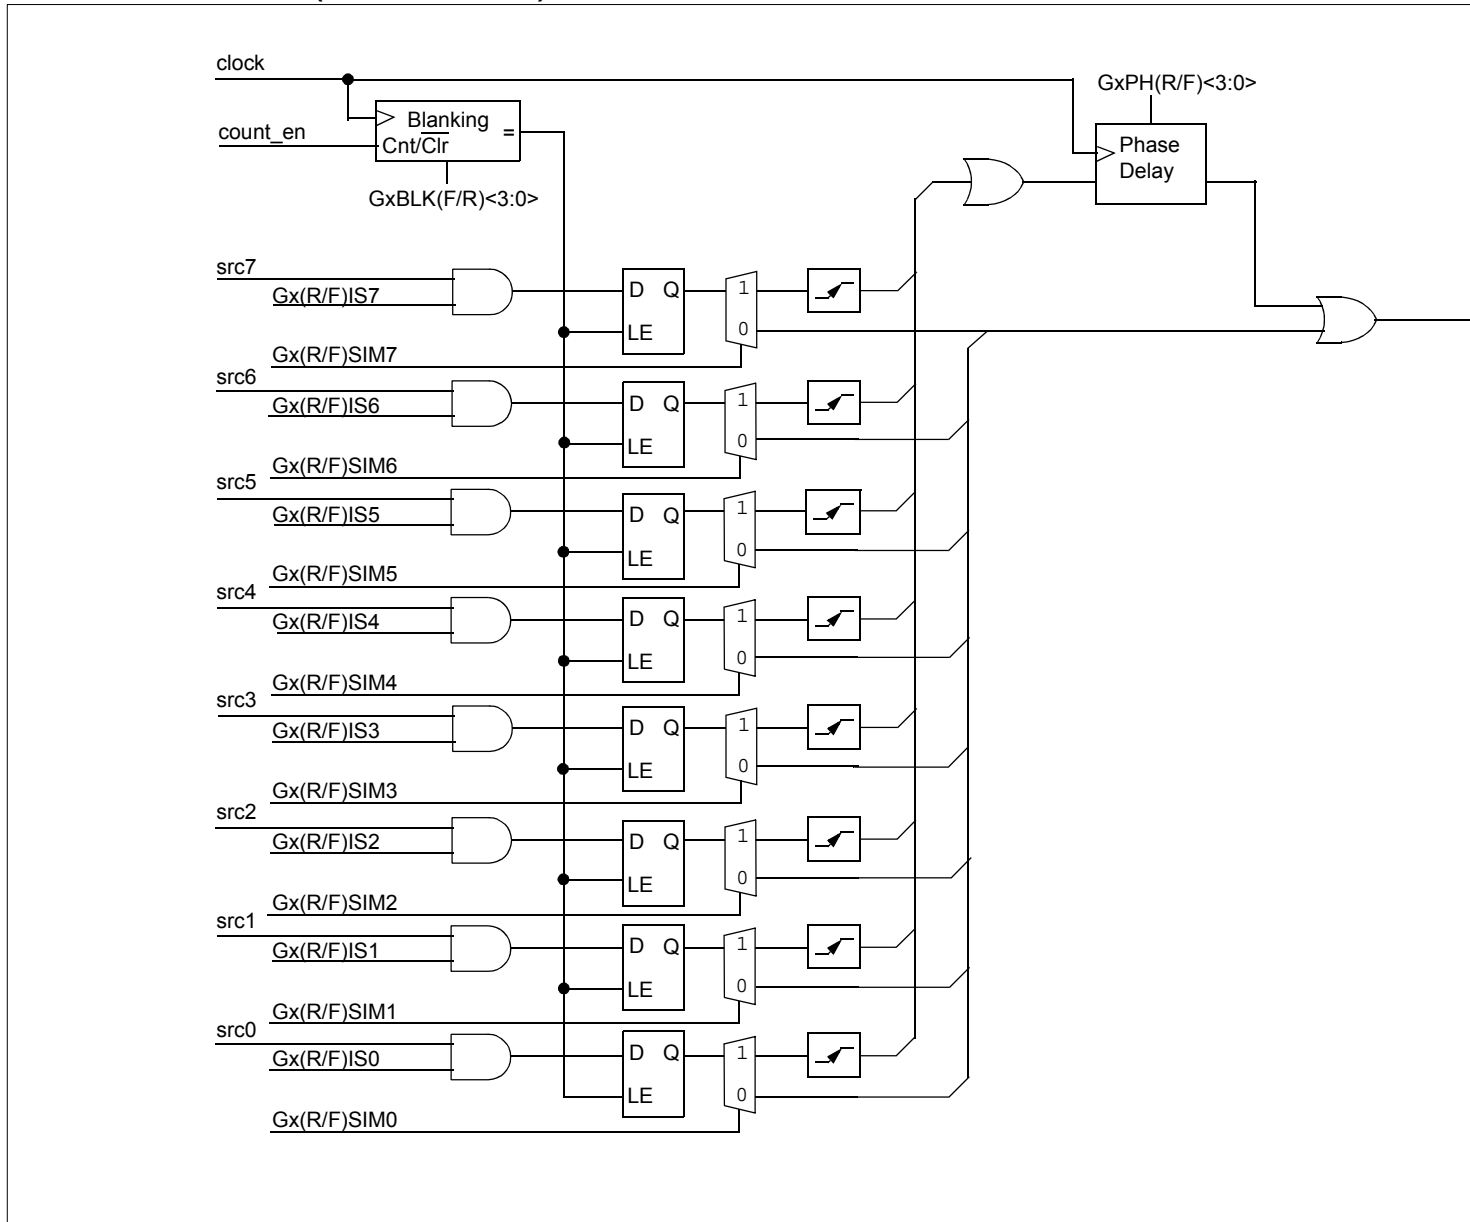 clock
GxPH(R/F)<3:0>
Blanking =
count_en
Cnt/Clr
Phase
Delay
GxBLK(F/R)<3:0>
src7
Gx(R/F)IS7
D Q 1
LE 0
Gx(R/F)SIM7
src6
Gx(R/F)IS6
D Q 1
LE 0
Gx(R/F)SIM6
src5
Gx(R/F)IS5
D Q 1
LE 0
Gx(R/F)SIM5
src4
Gx(R/F)IS4
D Q 1
LE 0
Gx(R/F)SIM4
src3
Gx(R/F)IS3
D Q 1
LE 0
Gx(R/F)SIM3
src2
Gx(R/F)IS2
D Q 1
LE 0
Gx(R/F)SIM2
src1
Gx(R/F)IS1
D Q 1
LE 0
Gx(R/F)SIM1
src0
Gx(R/F)IS0
D Q 1
LE 0
Gx(R/F)SIM0